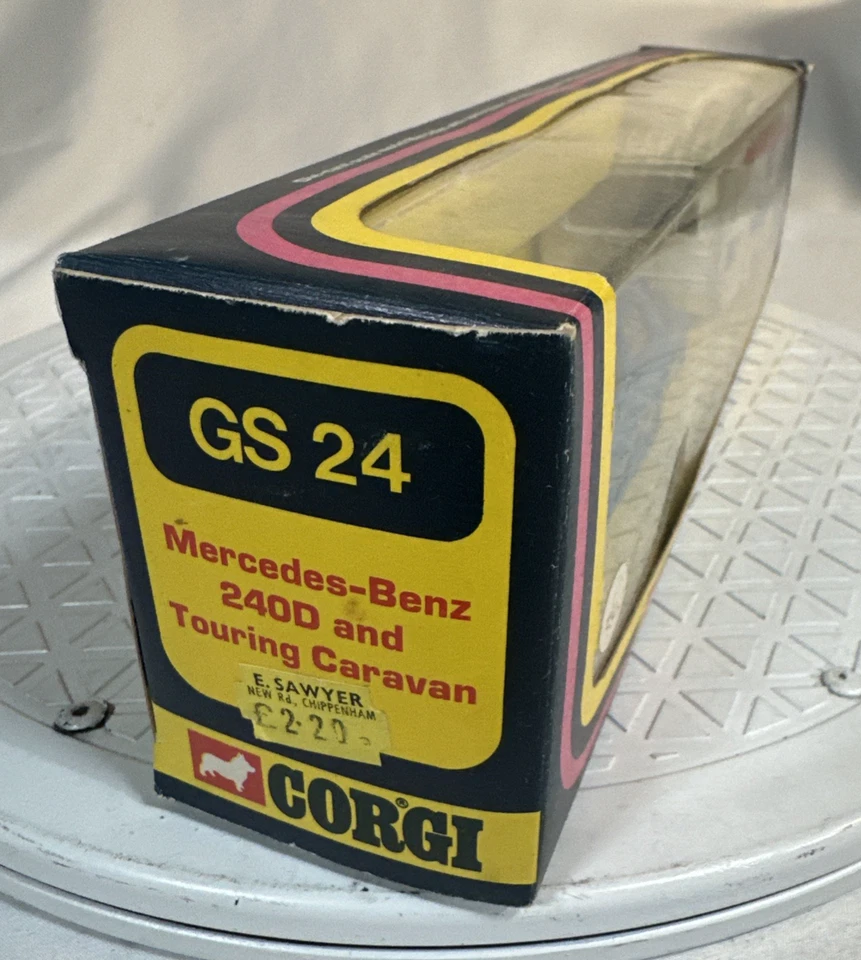 GS 24
Mercedes-Benz
240D and
Touring Caravan
E. SAWYER
NEW Rd., CHIPPENHAM
£2.20
CORGI®